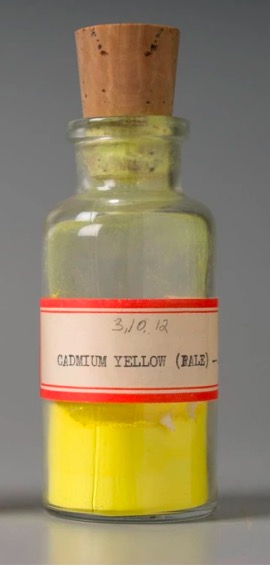 3,10.12
CADMIUM YELLOW (PALE) -